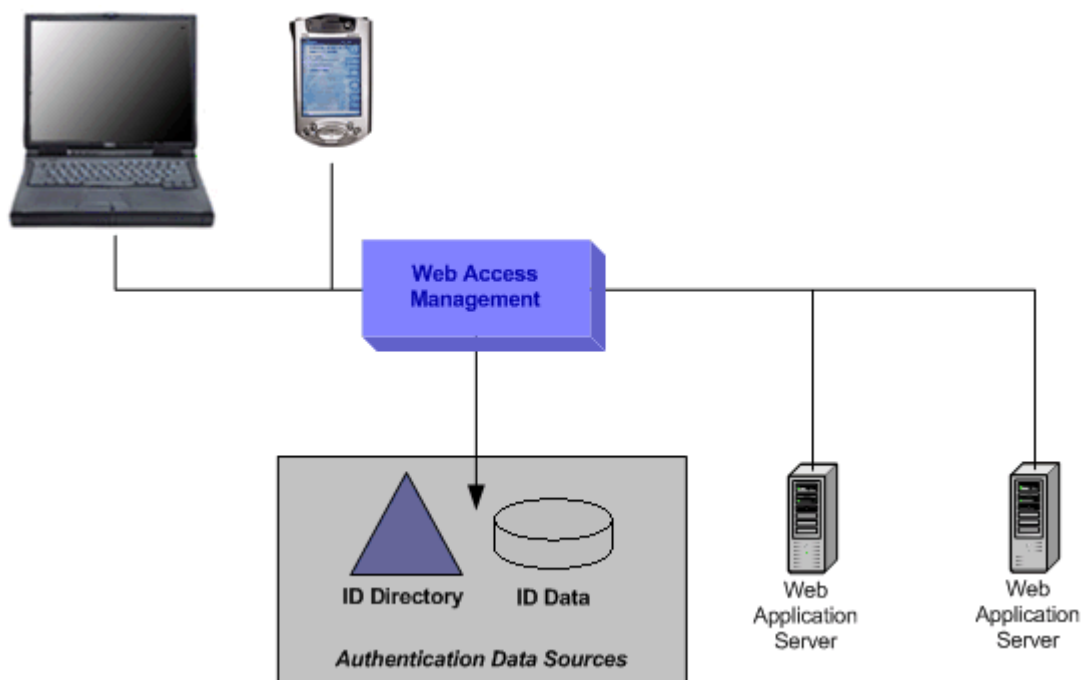 Web Access
Management
ID Directory
ID Data
Authentication Data Sources
Web
Application
Server
Web
Application
Server